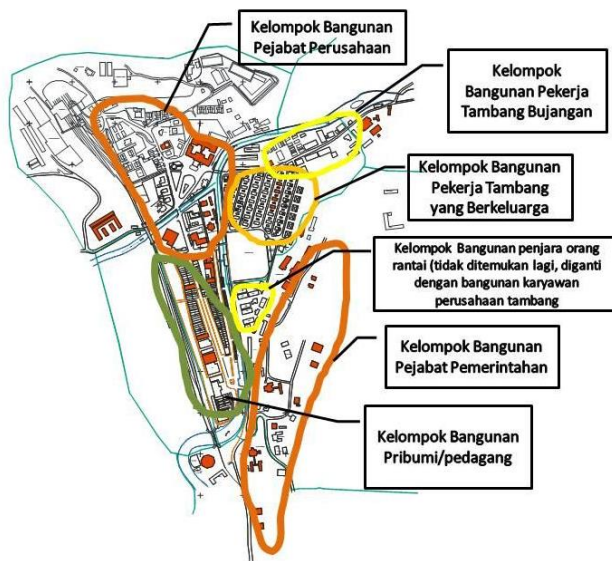 Kelompok Bangunan
Pejabat Perusahaan
Kelompok
Bangunan Pekerja
Tambang Bujangan
Kelompok Bangunan
Pekerja Tambang
yang Berkeluarga
Kelompok Bangunan penjara orang
rantai (tidak ditemukan lagi, diganti
dengan bangunan karyawan
perusahaan tambang
Kelompok Bangunan
Pejabat Pemerintahan
Kelompok Bangunan
Pribumi/pedagang